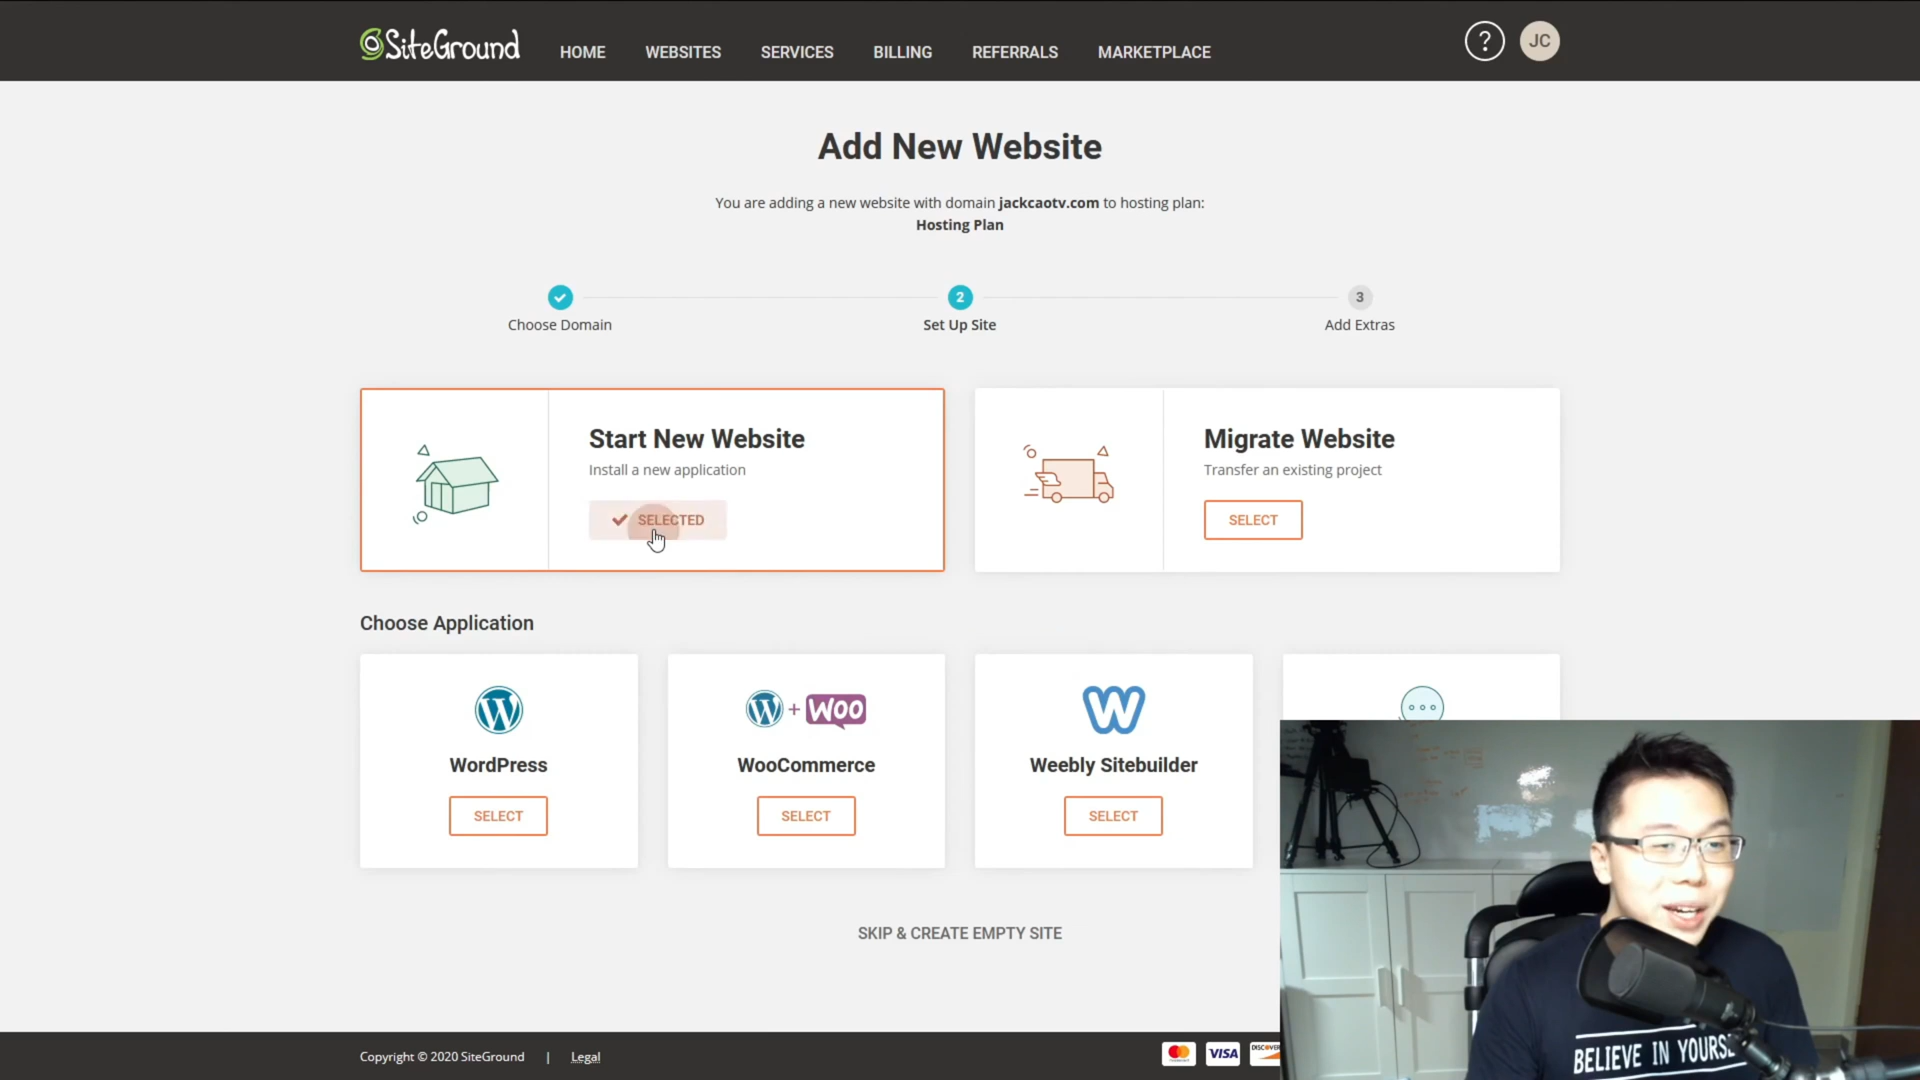 SiteGround
HOME WEBSITES SERVICES BILLING REFERRALS MARKETPLACE
? JC
Add New Website
You are adding a new website with domain jackcaotv.com to hosting plan:
Hosting Plan
2 3
Choose Domain Set Up Site Add Extras
Start New Website
Install a new application
SELECTED
Migrate Website
Transfer an existing project
SELECT
Choose Application
W
WordPress
SELECT
W + WOO
WooCommerce
SELECT
W
Weebly Sitebuilder
SELECT
SKIP & CREATE EMPTY SITE
Copyright © 2020 SiteGround | Legal
VISA
BELIEVE IN